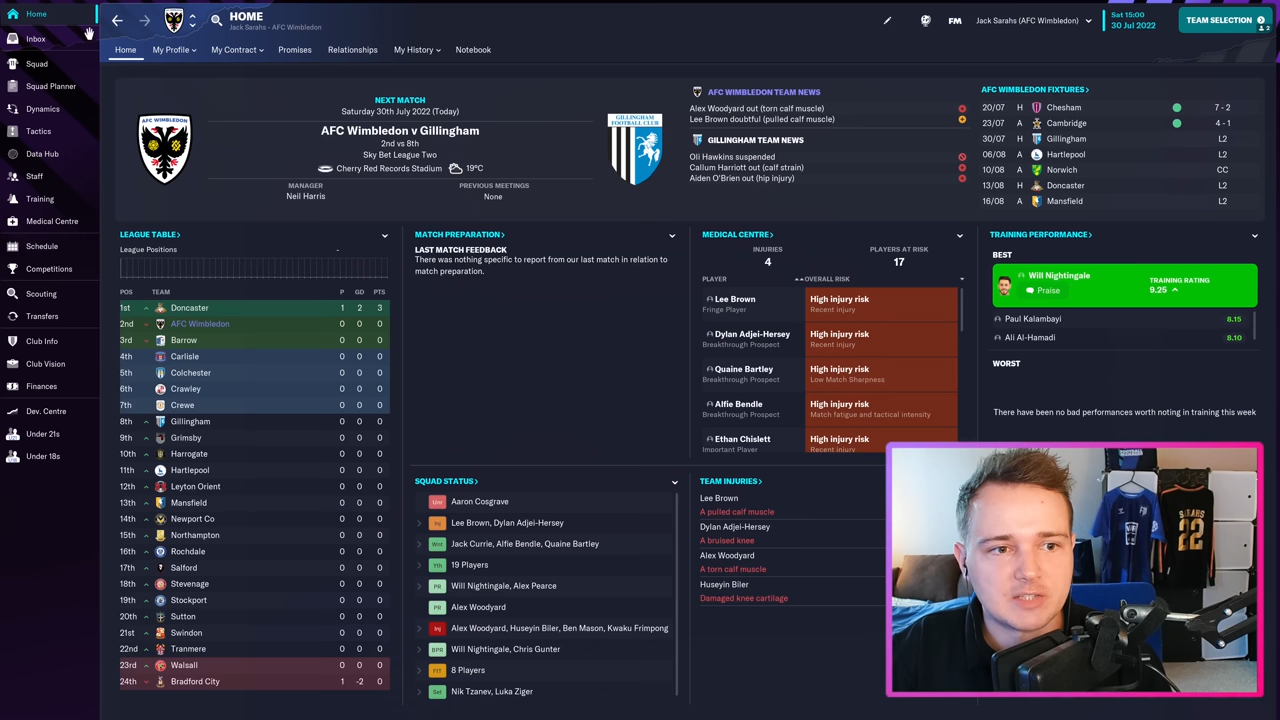 Home
Inbox
Squad
Squad Planner
Dynamics
Tactics
Data Hub
Staff
Training
Medical Centre
Schedule
Competitions
Scouting
Transfers
Club Info
Club Vision
Finances
Dev. Centre
Under 21s
Under 18s
HOME
Jack Sarahs - AFC Wimbledon
FM
Jack Sarahs (AFC Wimbledon)
Sat 15:00
30 Jul 2022
TEAM SELECTION
2
Home
My Profile
My Contract
Promises
Relationships
My History
Notebook
AFC WIMBLEDON
NEXT MATCH
Saturday 30th July 2022 (Today)
AFC Wimbledon v Gillingham
2nd vs 8th
Sky Bet League Two
Cherry Red Records Stadium 19°C
MANAGER
Neil Harris
PREVIOUS MEETINGS
None
GILLINGHAM
FOOTBALL CLUB
AFC WIMBLEDON TEAM NEWS
Alex Woodyard out (torn calf muscle)
Lee Brown doubtful (pulled calf muscle)
GILLINGHAM TEAM NEWS
Oli Hawkins suspended
Callum Harriott out (calf strain)
Aiden O'Brien out (hip injury)
AFC WIMBLEDON FIXTURES
20/07 H Chesham 7 - 2
23/07 A Cambridge 4 - 1
30/07 H Gillingham L2
06/08 A Hartlepool L2
10/08 A Norwich CC
13/08 H Doncaster L2
16/08 A Mansfield L2
LEAGUE TABLE
League Positions -
POS TEAM P GD PTS
1st Doncaster 1 2 3
2nd AFC Wimbledon 0 0 0
3rd Barrow 0 0 0
4th Carlisle 0 0 0
5th Colchester 0 0 0
6th Crawley 0 0 0
7th Crewe 0 0 0
8th Gillingham 0 0 0
9th Grimsby 0 0 0
10th Harrogate 0 0 0
11th Hartlepool 0 0 0
12th Leyton Orient 0 0 0
13th Mansfield 0 0 0
14th Newport Co 0 0 0
15th Northampton 0 0 0
16th Rochdale 0 0 0
17th Salford 0 0 0
18th Stevenage 0 0 0
19th Stockport 0 0 0
20th Sutton 0 0 0
21st Swindon 0 0 0
22nd Tranmere 0 0 0
23rd Walsall 0 0 0
24th Bradford City 1 -2 0
MATCH PREPARATION
LAST MATCH FEEDBACK
There was nothing specific to report from our last match in relation to
match preparation.
SQUAD STATUS
Unr Aaron Cosgrave
Inj Lee Brown, Dylan Adjei-Hersey
Wnt Jack Currie, Alfie Bendle, Quaine Bartley
Yth 19 Players
PR Will Nightingale, Alex Pearce
PR Alex Woodyard
Inj Alex Woodyard, Huseyin Biler, Ben Mason, Kwaku Frimpong
BPR Will Nightingale, Chris Gunter
FIT 8 Players
Sel Nik Tzanev, Luka Ziger
MEDICAL CENTRE
INJURIES
4
PLAYERS AT RISK
17
PLAYER OVERALL RISK
Lee Brown High injury risk
Fringe Player Recent injury
Dylan Adjei-Hersey High injury risk
Breakthrough Prospect Recent injury
Quaine Bartley High injury risk
Breakthrough Prospect Low Match Sharpness
Alfie Bendle High injury risk
Breakthrough Prospect Match fatigue and tactical intensity
Ethan Chislett High injury risk
Important Player Recent injury
TEAM INJURIES
Lee Brown
A pulled calf muscle
Dylan Adjei-Hersey
A bruised knee
Alex Woodyard
A torn calf muscle
Huseyin Biler
Damaged knee cartilage
TRAINING PERFORMANCE
BEST
Will Nightingale
Praise
TRAINING RATING
9.25
Paul Kalambayi 8.15
Ali Al-Hamadi 8.10
WORST
There have been no bad performances worth noting in training this week
SARAHS
22